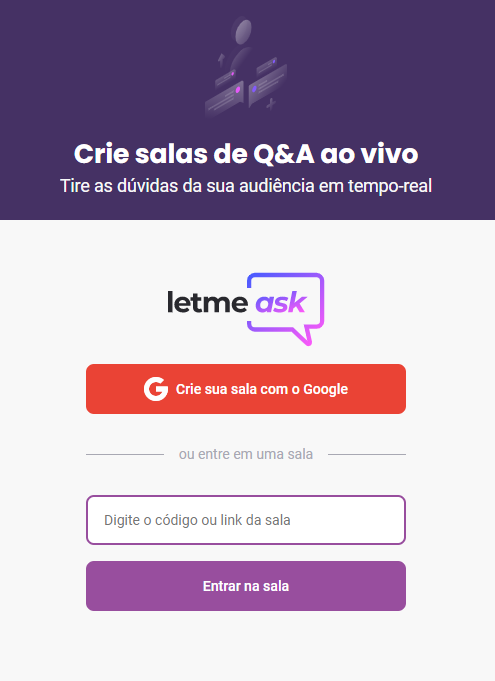 Crie salas de Q&A ao vivo
Tire as dúvidas da sua audiência em tempo-real
letme ask
G Crie sua sala com o Google
ou entre em uma sala
Digite o código ou link da sala
Entrar na sala